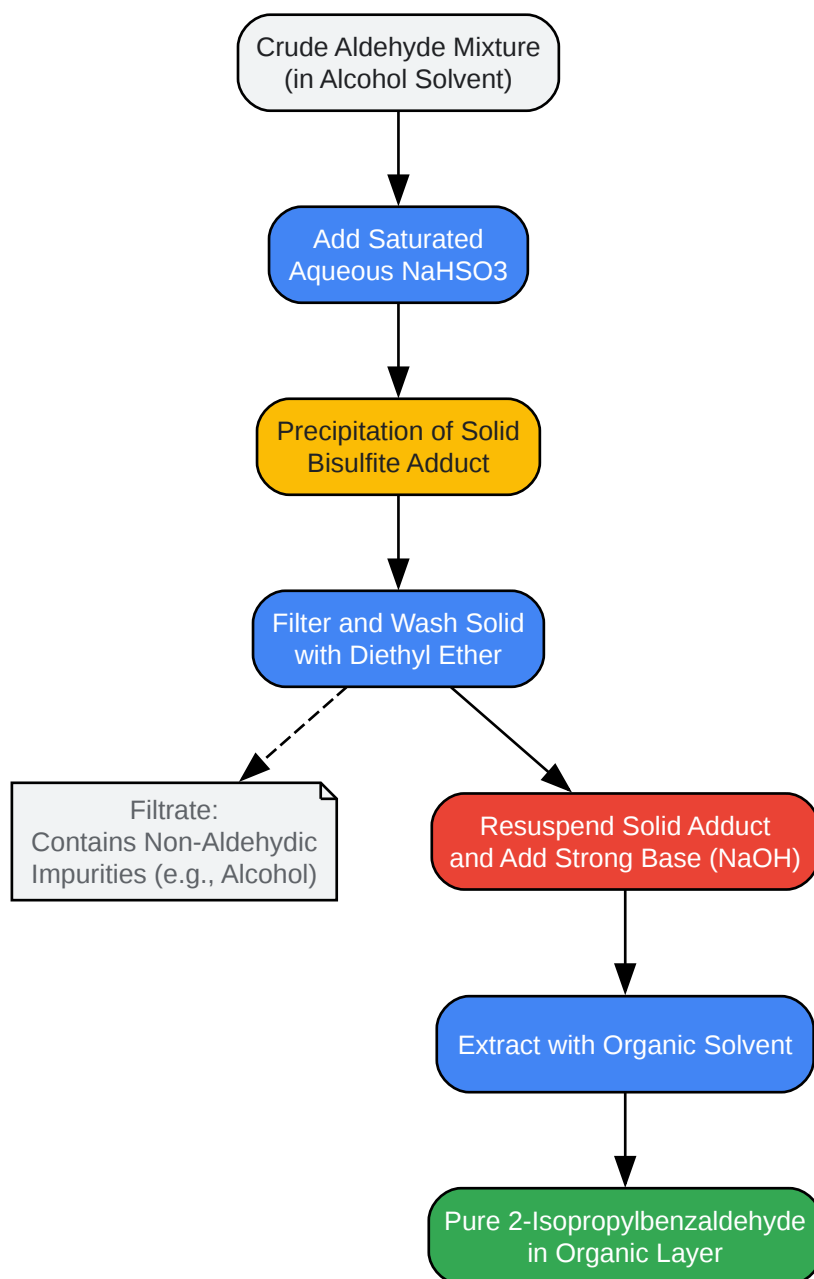 Crude Aldehyde Mixture
(in Alcohol Solvent)
Add Saturated
Aqueous NaHSO3
Precipitation of Solid
Bisulfite Adduct
Filter and Wash Solid
with Diethyl Ether
Filtrate:
Contains Non-Aldehydic
Impurities (e.g., Alcohol)
Resuspend Solid Adduct
and Add Strong Base (NaOH)
Extract with Organic Solvent
Pure 2-Isopropylbenzaldehyde
in Organic Layer